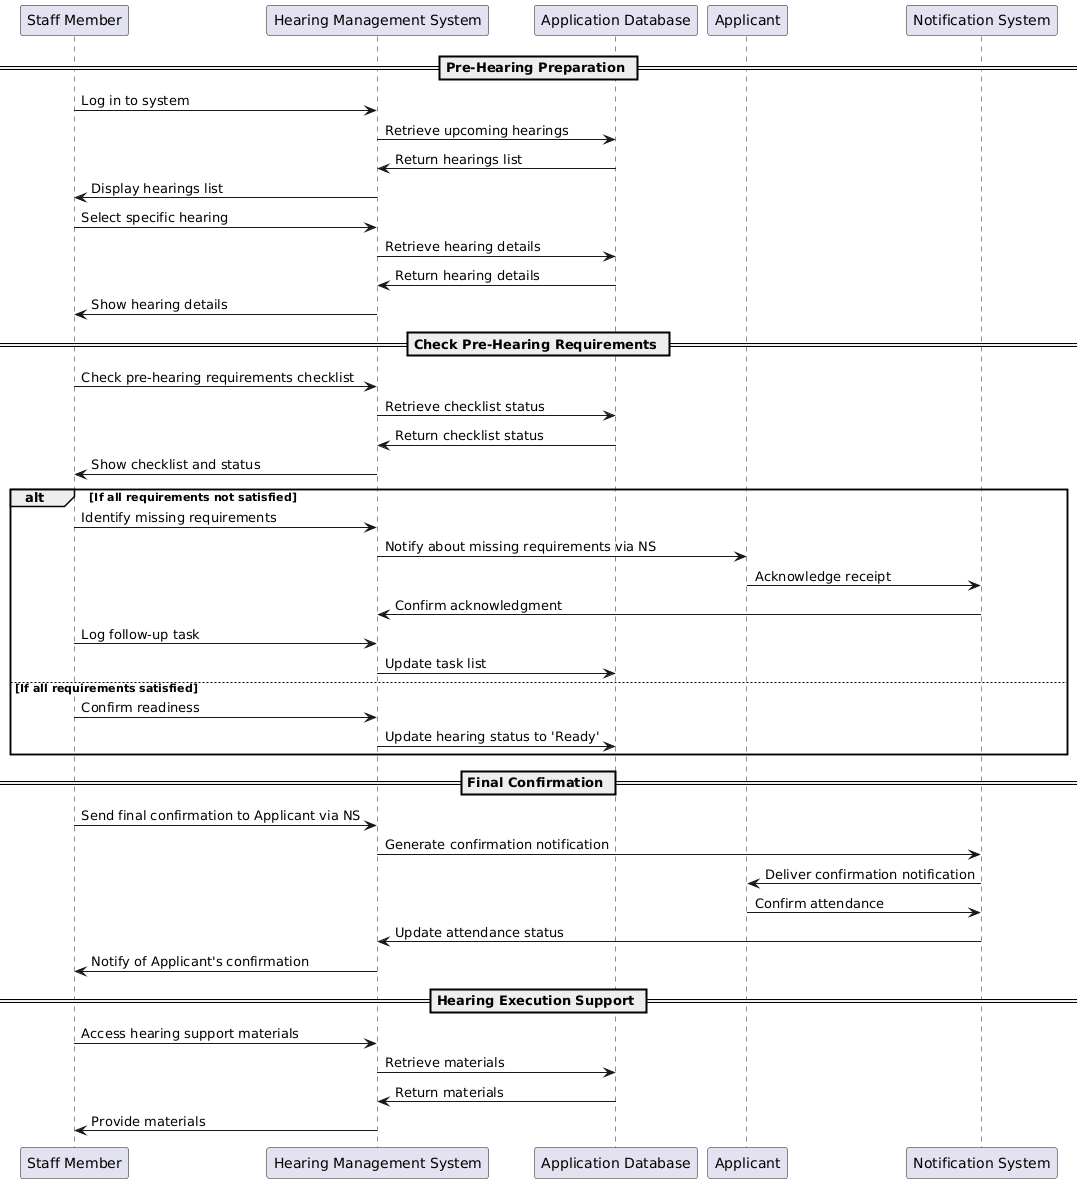 Staff Member
Hearing Management System
Application Database
Applicant
Notification System
Pre-Hearing Preparation
Log in to system
Retrieve upcoming hearings
Return hearings list
Display hearings list
Select specific hearing
Retrieve hearing details
Return hearing details
Show hearing details
Check Pre-Hearing Requirements
Check pre-hearing requirements checklist
Retrieve checklist status
Return checklist status
Show checklist and status
alt
[If all requirements not satisfied]
Identify missing requirements
Notify about missing requirements via NS
Acknowledge receipt
Confirm acknowledgment
Log follow-up task
Update task list
[If all requirements satisfied]
Confirm readiness
Update hearing status to 'Ready'
Final Confirmation
Send final confirmation to Applicant via NS
Generate confirmation notification
Deliver confirmation notification
Confirm attendance
Update attendance status
Notify of Applicant's confirmation
Hearing Execution Support
Access hearing support materials
Retrieve materials
Return materials
Provide materials
Staff Member
Hearing Management System
Application Database
Applicant
Notification System